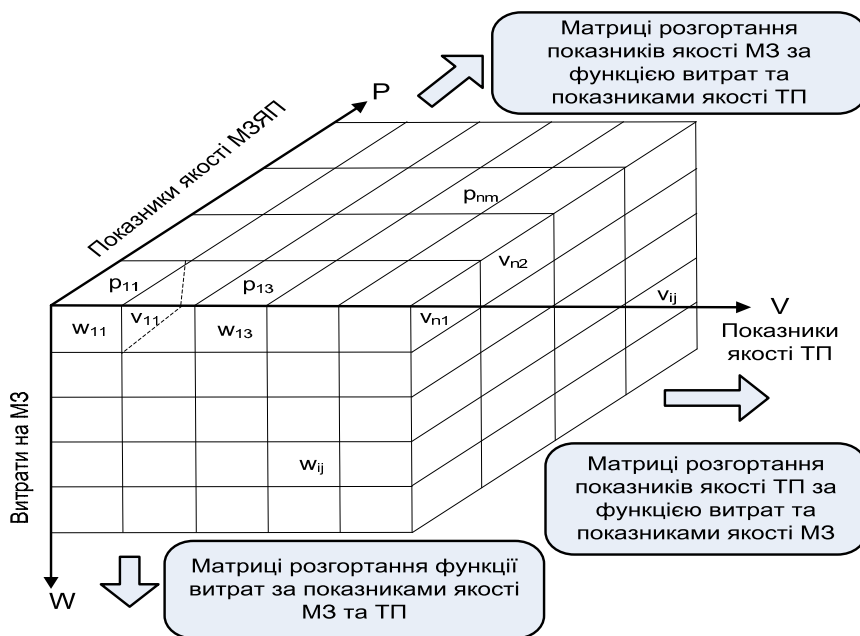 Матриці розгортання
показників якості МЗ за
функцією витрат та
показниками якості ТП
P
Показники якості МЗЯП
pnm
p11
p13
vn2
vij
w11
v11
w13
vn1
V
Показники
якості ТП
Витрати на МЗ
wij
Матриці розгортання
показників якості ТП за
функцією витрат та
показниками якості МЗ
Матриці розгортання функції
витрат за показниками якості
МЗ та ТП
W